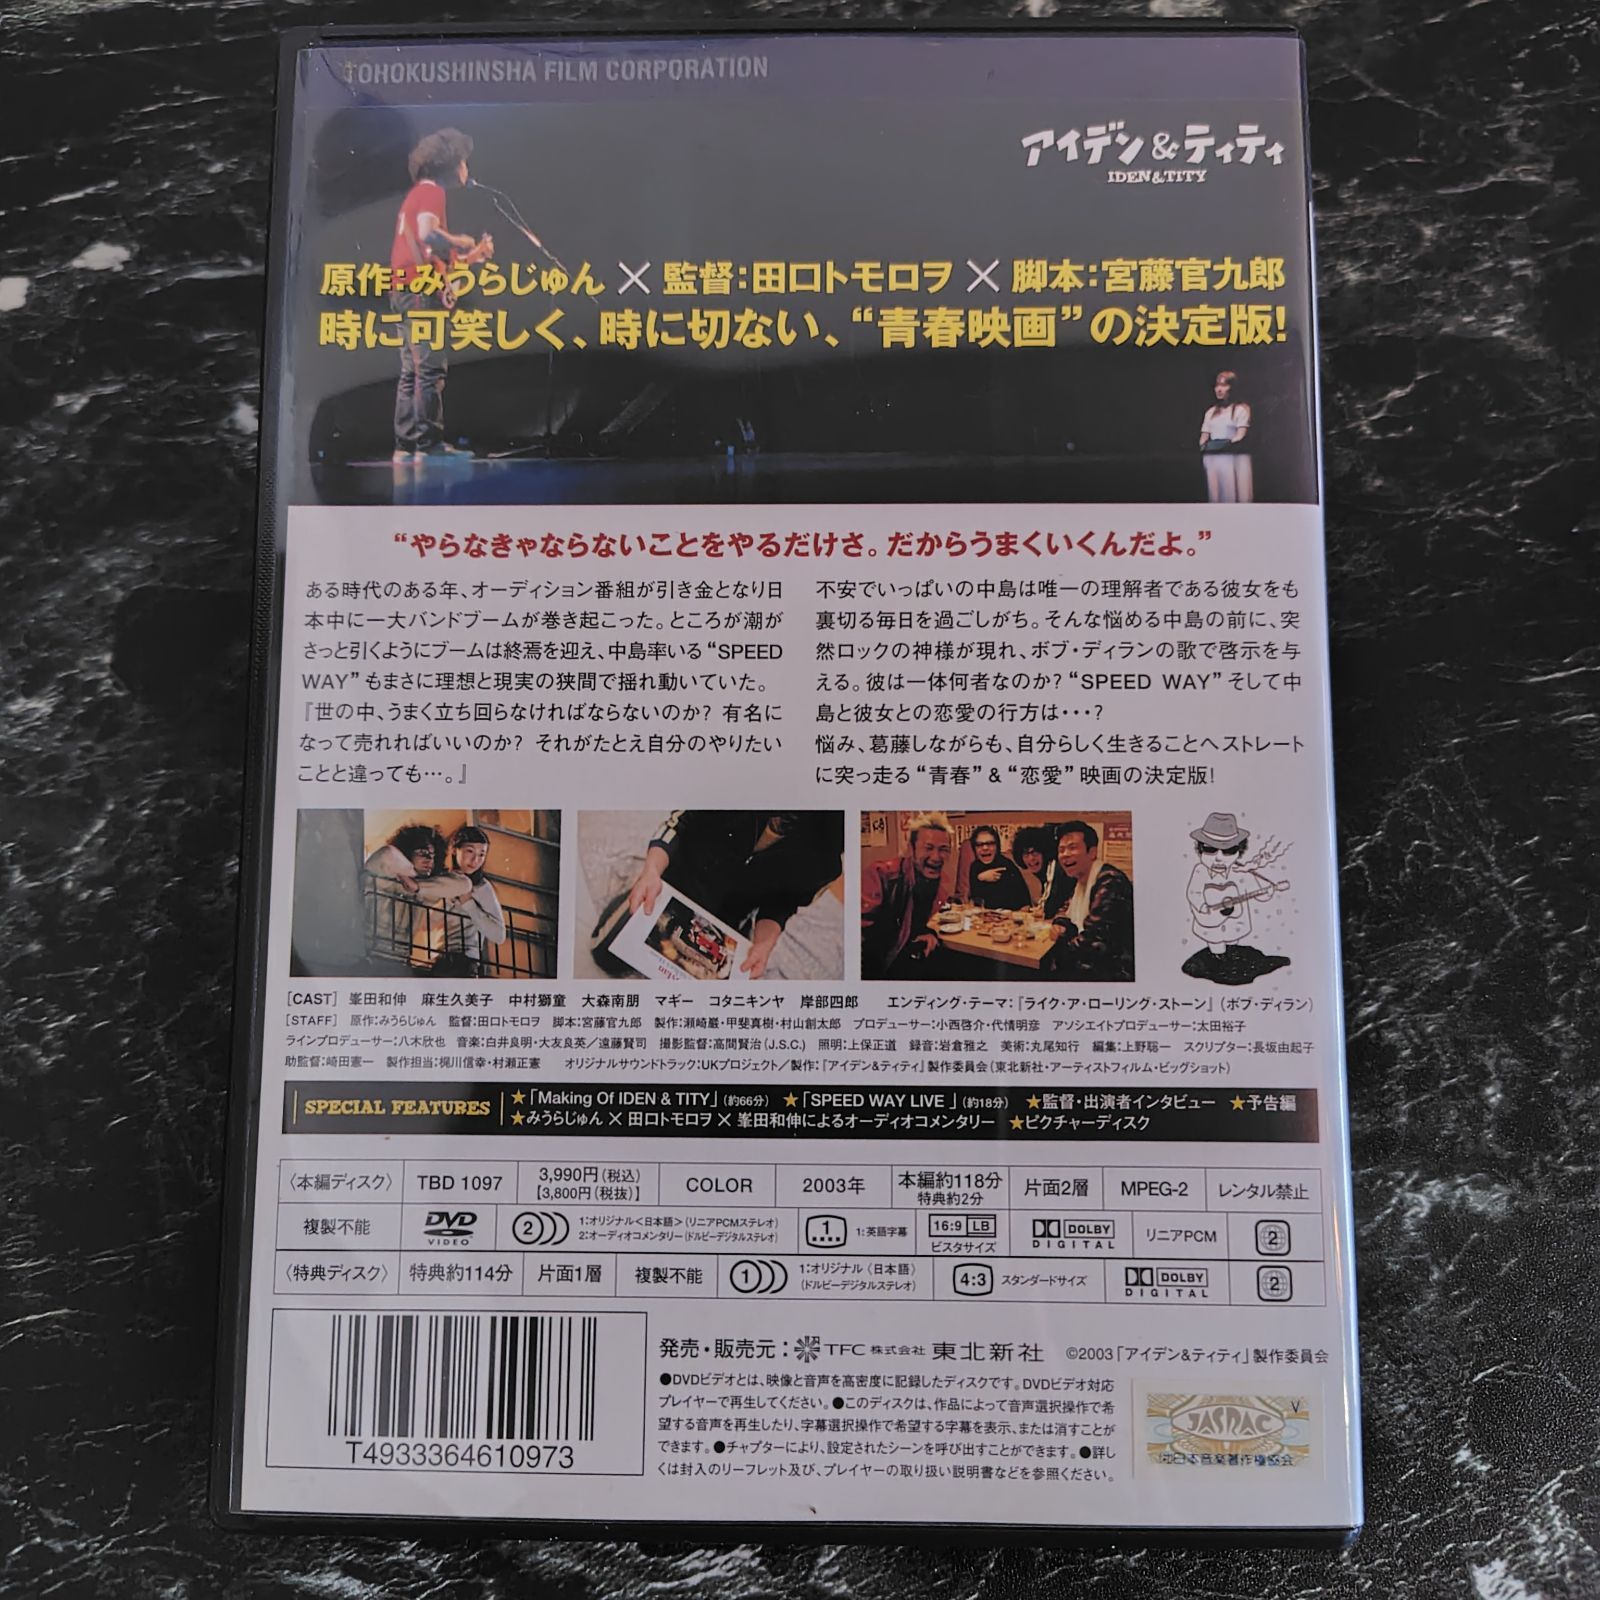 TOHOKUSHINSHA FILM CORPORATION
アイデン&ティティ
IDEN&TITY
原作:みうらじゅん×監督:田口トモロヲ×脚本:宮藤官九郎
時に可笑しく、時に切ない、“青春映画”の決定版!
“やらなきゃならないことをやるだけさ。だからうまくいくんだよ。”
ある時代のある年、オーディション番組が引き金となり日
本中に一大バンドブームが巻き起こった。ところが潮が
さっと引くようにブームは終焉を迎え、中島率いる“SPEED
WAY”もまさに理想と現実の狭間で揺れ動いていた。
『世の中、うまく立ち回らなければならないのか? 有名に
なって売れればいいのか? それがたとえ自分のやりたい
ことと違っても…。』
不安でいっぱいの中島は唯一の理解者である彼女をも
裏切る毎日を過ごしがち。そんな悩める中島の前に、突
然ロックの神様が現れ、ボブ・ディランの歌で啓示を与
える。彼は一体何者なのか?“SPEED WAY”そして中
島と彼女との恋愛の行方は・・・?
悩み、葛藤しながらも、自分らしく生きることへストレート
に突っ走る“青春”&“恋愛”映画の決定版!
[CAST] 峯田和伸 麻生久美子 中村獅童 大森南朋 マギー コタニキンヤ 岸部四郎 エンディング・テーマ:『ライク・ア・ローリング・ストーン』(ボブ・ディラン)
[STAFF] 原作:みうらじゅん 監督:田口トモロヲ 脚本:宮藤官九郎 製作:瀬崎巖・甲斐真樹・村山創太郎 プロデューサー:小西啓介・代情明彦 アソシエイトプロデューサー:太田裕子
ラインプロデューサー:八木欣也 音楽:白井良明・大友良英/遠藤賢司 撮影監督:高間賢治(J.S.C.) 照明:上保正道 録音:岩倉雅之 美術:丸尾知行 編集:上野聡一 スクリプター:長坂由起子
助監督:崎田憲一 製作担当:梶川信幸・村瀬正憲 オリジナルサウンドトラック:UKプロジェクト/製作:『アイデン&ティティ』製作委員会(東北新社・アーティストフィルム・ビッグショット)
SPECIAL FEATURES
★「Making Of IDEN & TITY」(約66分) ★「SPEED WAY LIVE 」(約18分) ★監督・出演者インタビュー ★予告編
★みうらじゅん×田口トモロヲ×峯田和伸によるオーディオコメンタリー ★ピクチャーディスク
〈本編ディスク〉 TBD 1097 3,990円(税込) [3,800円(税抜)] COLOR 2003年 本編約118分 特典約2分 片面2層 MPEG-2 レンタル禁止
複製不能 DVD VIDEO 2 1:オリジナル<日本語>(リニアPCMステレオ) 2:オーディオコメンタリー(ドルビーデジタルステレオ) 1 1:英語字幕 16:9 LB ビスタサイズ DOLBY DIGITAL リニアPCM 2
〈特典ディスク〉 特典約114分 片面1層 複製不能 1 1:オリジナル〈日本語〉(ドルビーデジタルステレオ) 4:3 スタンダードサイズ DOLBY DIGITAL 2
T4933364610973
発売・販売元:TFC 株式会社 東北新社 ©2003「アイデン&ティティ」製作委員会
●DVDビデオとは、映像と音声を高密度に記録したディスクです。DVDビデオ対応
プレイヤーで再生してください。●このディスクは、作品によって音声選択操作で希
望する音声を再生したり、字幕選択操作で希望する字幕を表示、または消すことが
できます。●チャプターにより、設定されたシーンを呼び出すことができます。●詳し
くは封入のリーフレット及び、プレイヤーの取り扱い説明書などを参照ください。
V
JASRAC